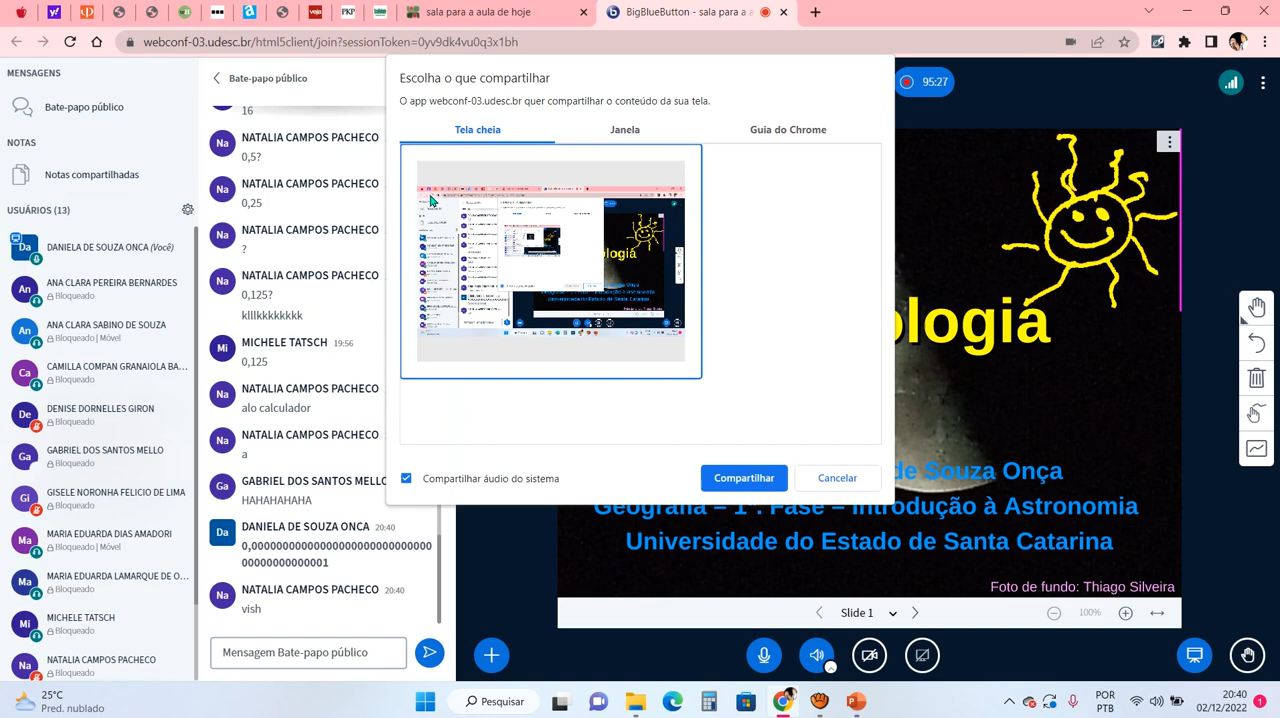 sala para a hora do
BigBlueButton - sala para a
webconf-03.udesc.br/html5client/join?sessionToken=0yv9dk4vu0cja1bh
MENSAGENS
Bate-papo público
NOTAS
Notas compartilhadas
USUÁRIOS (13)
DANIELA DE SOUZA ONCA (Você)
ANA CLARA PEREIRA BERNARDES
Bloqueado
ANA CLARA SABINO DE SOUZA
Bloqueado | Móvel
CAMILLA COMPAN GRANAIOLA BA...
Bloqueado
DENISE DORNELLES GIRON
Bloqueado
GABRIEL DOS SANTOS MELLO
Bloqueado
GISELE NORONHA FELICIO DE LIMA
Bloqueado
MARIA EDUARDA DIAS AMADORI
Bloqueado | Móvel
MARIA EDUARDA LAMARQUE DE O...
Bloqueado
MICHELE TATSCH
Bloqueado
NATALIA CAMPOS PACHECO
Bate-papo público
16
NATALIA CAMPOS PACHECO
0,5?
NATALIA CAMPOS PACHECO
0,25
NATALIA CAMPOS PACHECO
NATALIA CAMPOS PACHECO
0,125?
klllkkkkkkkk
MICHELE TATSCH 19:56
0,125
NATALIA CAMPOS PACHECO
alo calculador
NATALIA CAMPOS PACHECO
a
GABRIEL DOS SANTOS MELLO
HAHAHAHAHA
DANIELA DE SOUZA ONCA 20:40
NATALIA CAMPOS PACHECO 20:40
vish
Mensagem Bate-papo público
Escolha o que compartilhar
O app webconf-03.udesc.br quer compartilhar o conteúdo da sua tela.
Tela cheia
Janela
Guia do Chrome
Compartilhar áudio do sistema
Compartilhar
Cancelar
95:27
ologia
de Souza Onça
Geografia – 1ª. Fase – Introdução à Astronomia
Universidade do Estado de Santa Catarina
Foto de fundo: Thiago Silveira
Slide 1
100%
25°C
Pred. nublado
Pesquisar
POR
PTB
20:40
02/12/2022